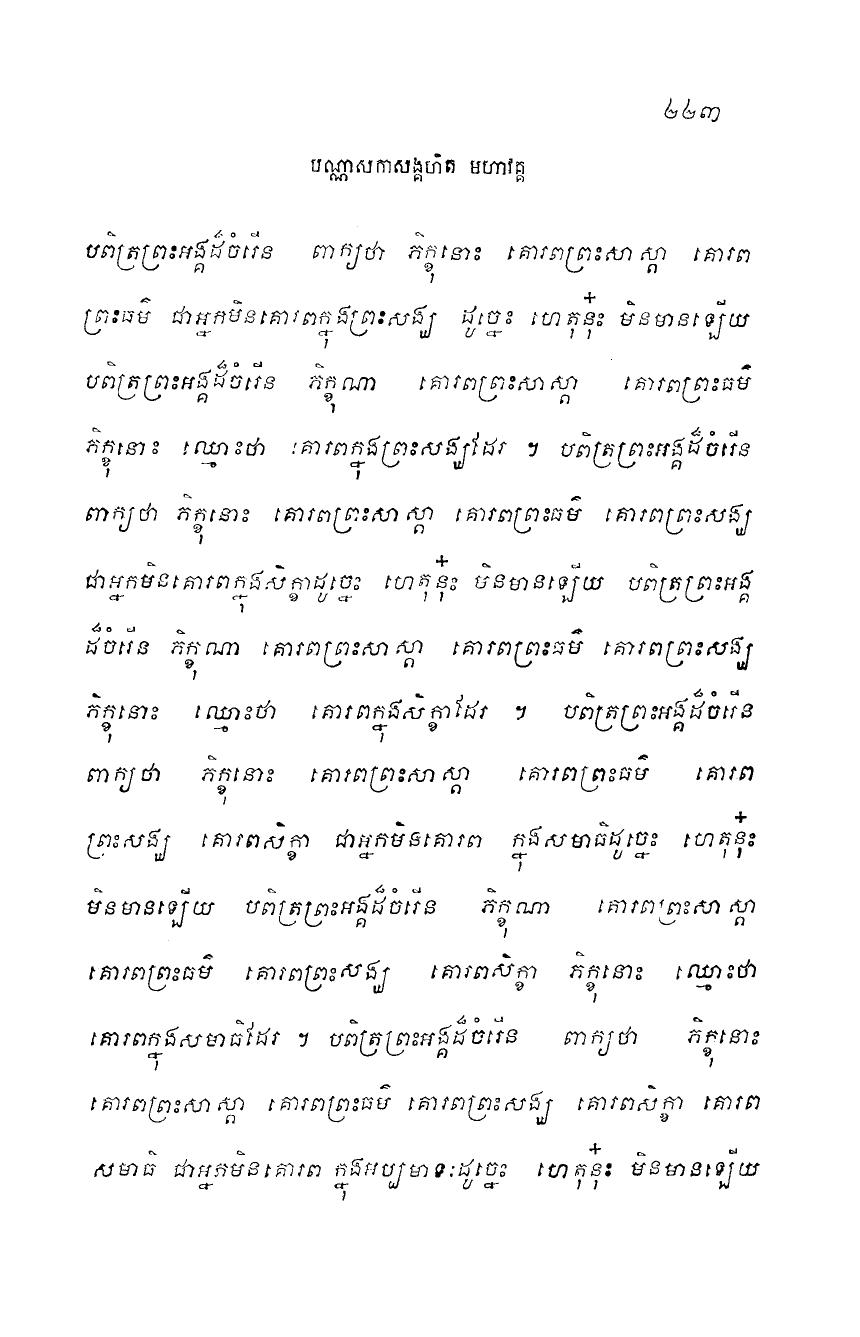 ២២៣
បណ្ណាសកាសង្គហិត មហាវគ្គ
បពិត្រព្រះអង្គដ៏ចំរើន ពាក្យថា ភិក្ខុនោះ គោរពព្រះសាស្តា គោរព
ព្រះធម៌ ជាអ្នកមិនគោរពក្នុងព្រះសង្ឃ ដូច្នេះ ហេតុនុ៎ះ មិនមានឡើយ
បពិត្រព្រះអង្គដ៏ចំរើន ភិក្ខុណា គោរពព្រះសាស្តា គោរពព្រះធម៌
ភិក្ខុនោះ ឈ្មោះថា គោរពក្នុងព្រះសង្ឃដែរ ។ បពិត្រព្រះអង្គដ៏ចំរើន
ពាក្យថា ភិក្ខុនោះ គោរពព្រះសាស្តា គោរពព្រះធម៌ គោរពព្រះសង្ឃ
ជាអ្នកមិនគោរពក្នុងសិក្ខាដូច្នេះ ហេតុនុ៎ះ មិនមានឡើយ បពិត្រព្រះអង្គ
ដ៏ចំរើន ភិក្ខុណា គោរពព្រះសាស្តា គោរពព្រះធម៌ គោរពព្រះសង្ឃ
ភិក្ខុនោះ ឈ្មោះថា គោរពក្នុងសិក្ខាដែរ ។ បពិត្រព្រះអង្គដ៏ចំរើន
ពាក្យថា ភិក្ខុនោះ គោរពព្រះសាស្តា គោរពព្រះធម៌ គោរព
ព្រះសង្ឃ គោរពសិក្ខា ជាអ្នកមិនគោរព ក្នុងសមាធិដូច្នេះ ហេតុនុ៎ះ
មិនមានឡើយ បពិត្រព្រះអង្គដ៏ចំរើន ភិក្ខុណា គោរពព្រះសាស្តា
គោរពព្រះធម៌ គោរពព្រះសង្ឃ គោរពសិក្ខា ភិក្ខុនោះ ឈ្មោះថា
គោរពក្នុងសមាធិដែរ ។ បពិត្រព្រះអង្គដ៏ចំរើន ពាក្យថា ភិក្ខុនោះ
គោរពព្រះសាស្តា គោរពព្រះធម៌ គោរពព្រះសង្ឃ គោរពសិក្ខា គោរព
សមាធិ ជាអ្នកមិនគោរព ក្នុងអប្បមាទៈដូច្នេះ ហេតុនុ៎ះ មិនមានឡើយ